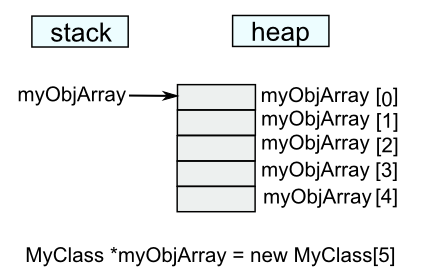 stack heap
myObjArray myObjArray [0]
myObjArray [1]
myObjArray [2]
myObjArray [3]
myObjArray [4]
MyClass *myObjArray = new MyClass[5]